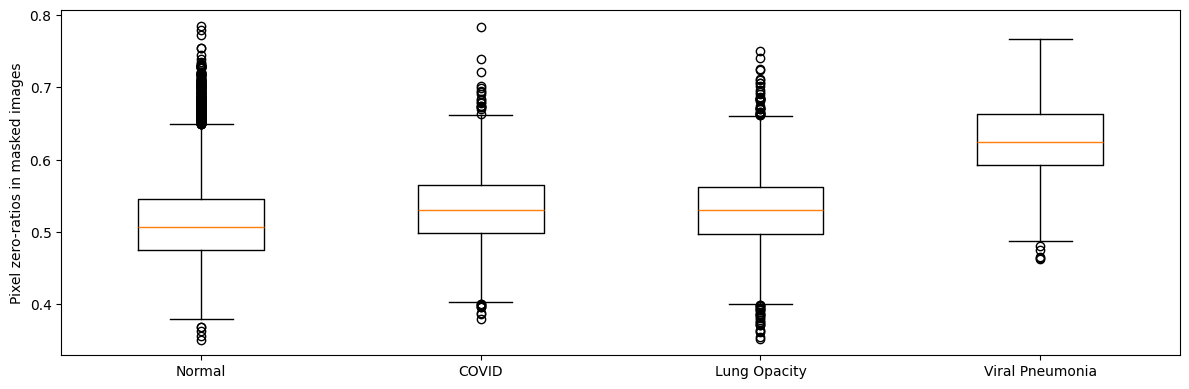 Pixel zero-ratios in masked images
0.8
0.7
0.6
0.5
0.4
Normal COVID Lung Opacity Viral Pneumonia